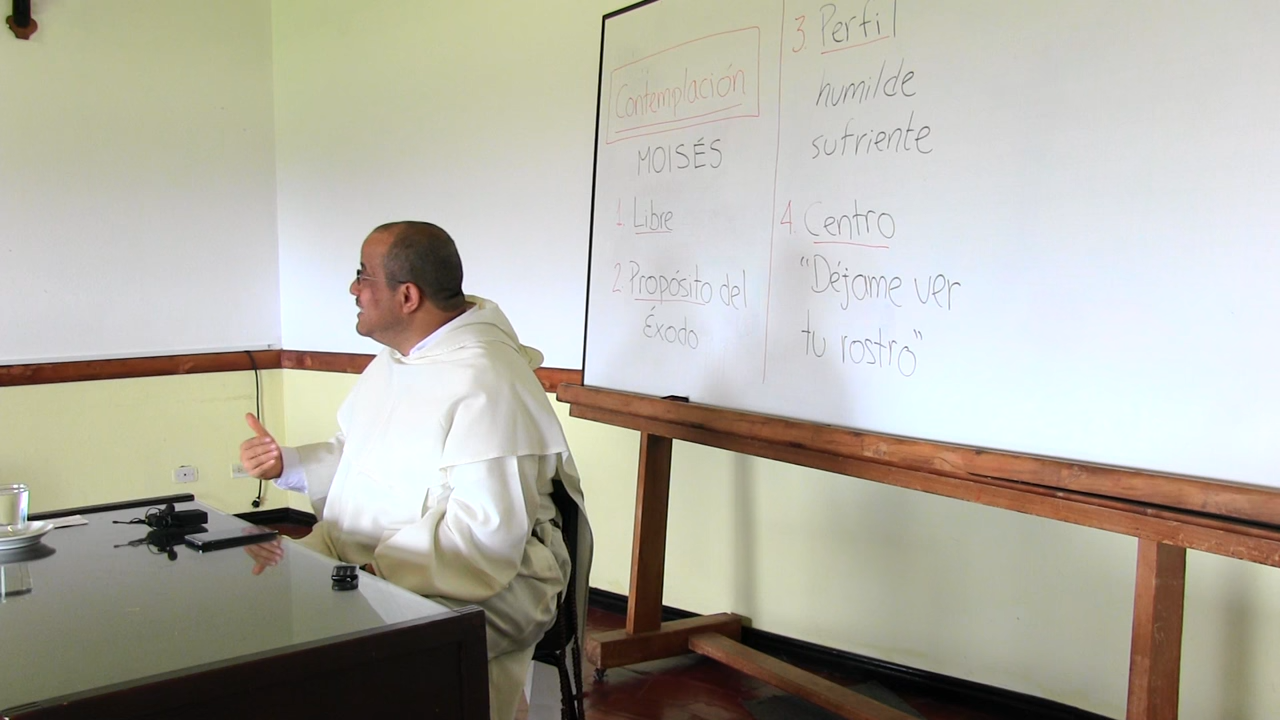 Contemplación
MOISÉS
1. Libre
2. Propósito del
Éxodo
3. Perfil
humilde
sufriente
4. Centro
"Déjame ver
tu rostro"